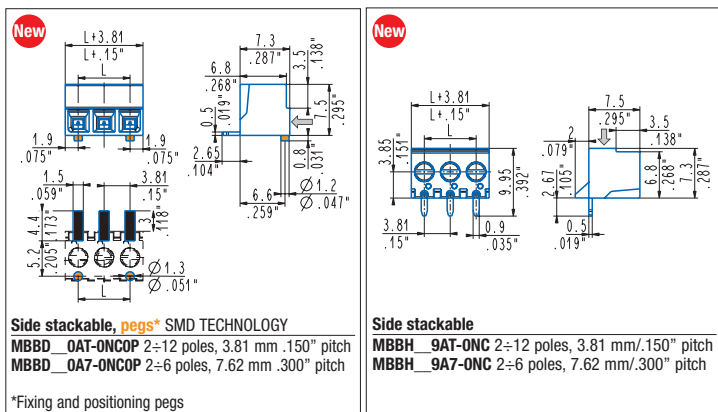 New
L+3.81
L+.15"
L
7.3
.287"
3.5
.138"
6.8
.268"
0.5
.019"
7.5
.295"
1.9
.075"
1.9
.075"
2.65
.104"
0.8
.031"
1.5
.059"
3.81
.15"
6.6
.259"
Ø 1.2
Ø .047"
4.4
.173"
3
.118"
5.2
.205"
Ø 1.3
Ø .051"
L
Side stackable, pegs* SMD TECHNOLOGY
MBBD__0AT-0NC0P 2÷12 poles, 3.81 mm .150” pitch
MBBD__0A7-0NC0P 2÷6 poles, 7.62 mm .300” pitch
*Fixing and positioning pegs
New
L+3.81
L+.15"
L
7.5
.295"
2
.079"
3.5
.138"
3.85
.151"
9.95
.392"
2.67
.105"
6.8
.268"
7.3
.287"
3.81
.15"
0.9
.035"
0.5
.019"
Side stackable
MBBH__9AT-0NC 2÷12 poles, 3.81 mm/.150” pitch
MBBH__9A7-0NC 2÷6 poles, 7.62 mm/.300” pitch